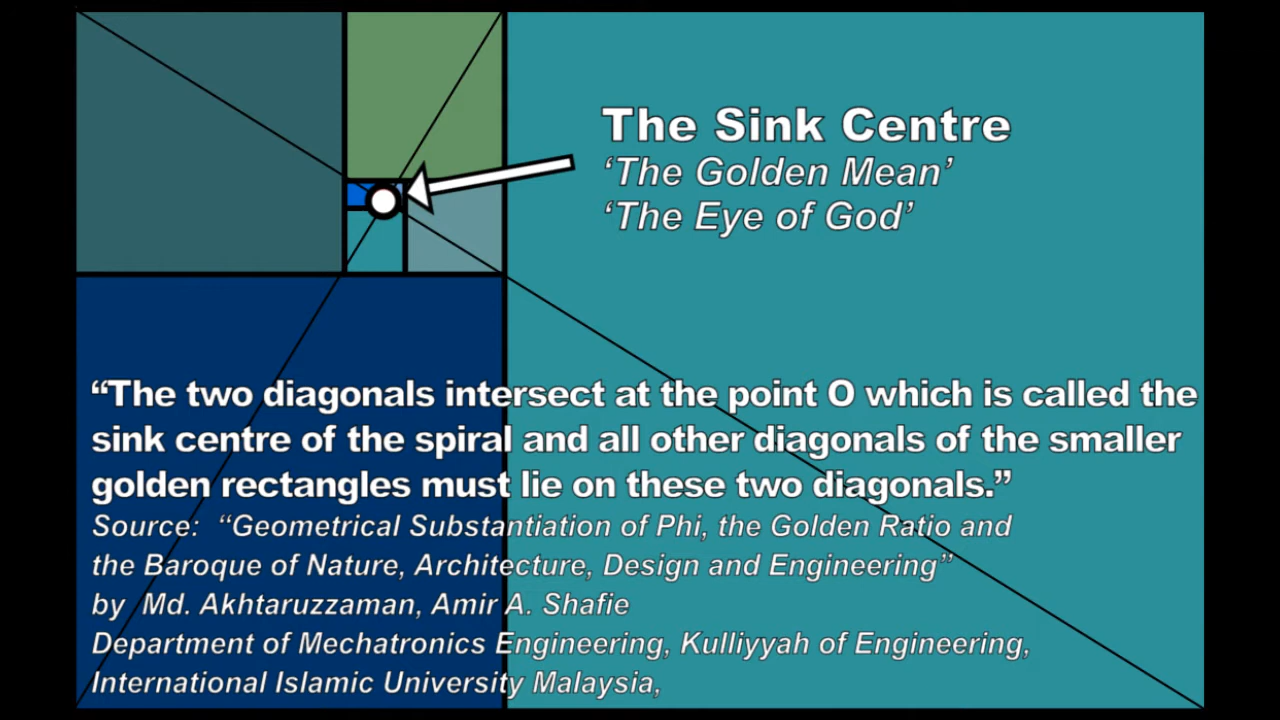 The Sink Centre
‘The Golden Mean’
‘The Eye of God’
“The two diagonals intersect at the point O which is called the
sink centre of the spiral and all other diagonals of the smaller
golden rectangles must lie on these two diagonals.”
Source:  “Geometrical Substantiation of Phi, the Golden Ratio and
the Baroque of Nature, Architecture, Design and Engineering”
by  Md. Akhtaruzzaman, Amir A. Shafie
Department of Mechatronics Engineering, Kulliyyah of Engineering,
International Islamic University Malaysia,